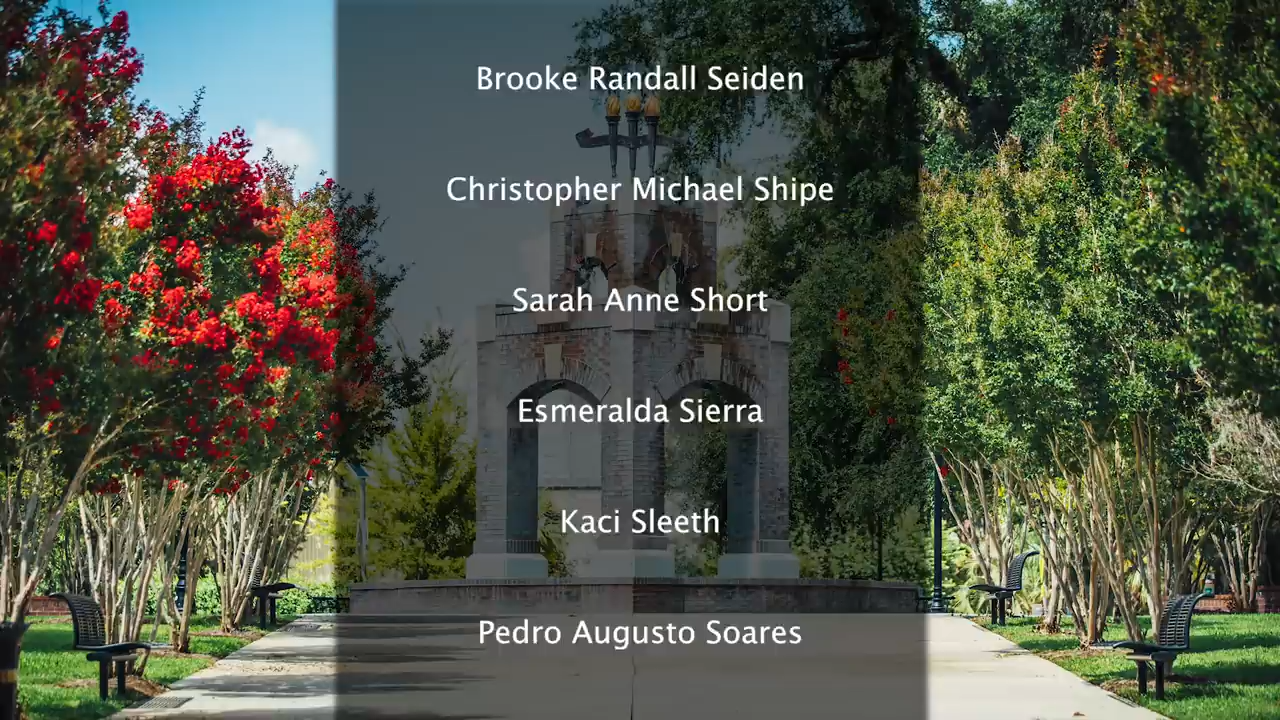 Brooke Randall Seiden
Christopher Michael Shipe
Sarah Anne Short
Esmeralda Sierra
Kaci Sleeth
Pedro Augusto Soares